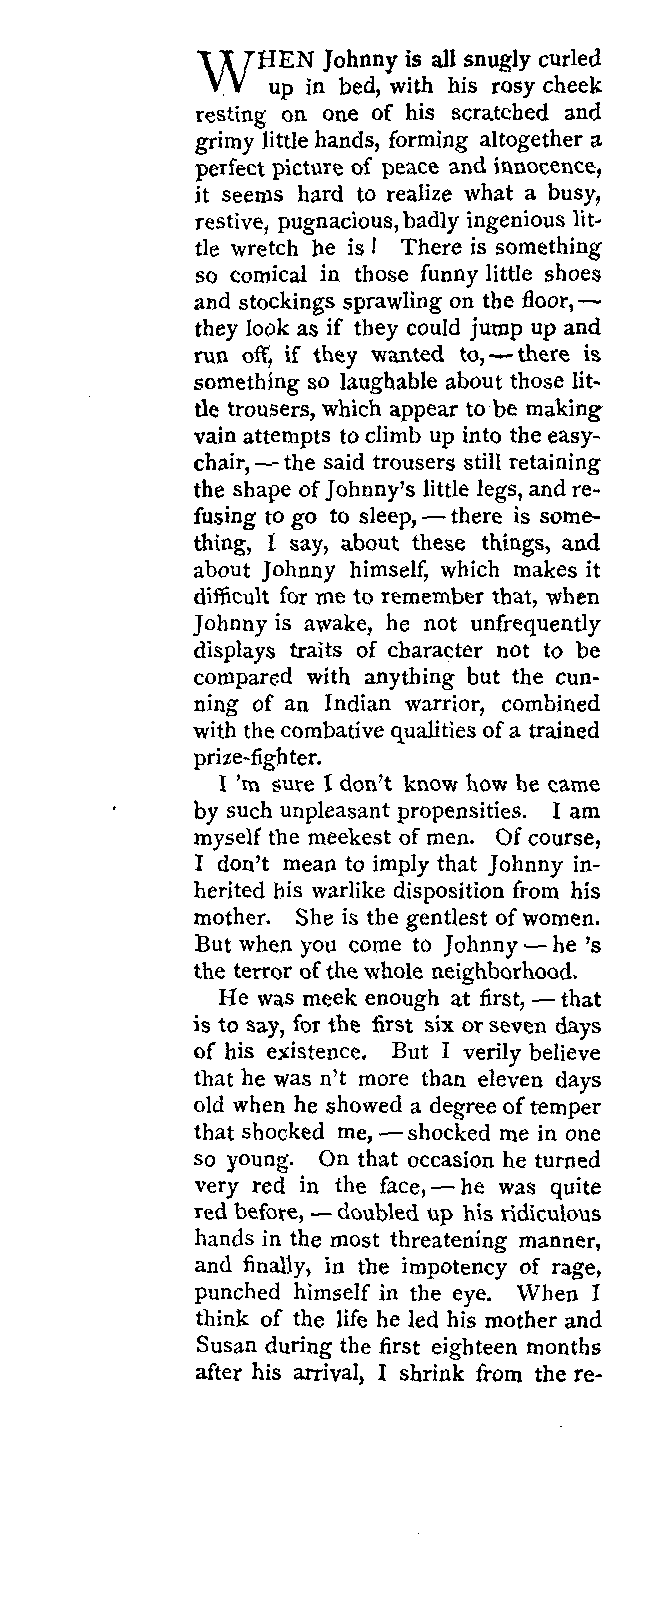 WHEN Johnny is all snugly curled
up in bed, with his rosy cheek
resting on one of his scratched and
grimy little hands, forming altogether a
perfect picture of peace and innocence,
it seems hard to realize what a busy,
restive, pugnacious, badly ingenious lit-
tle wretch he is! There is something
so comical in those funny little shoes
and stockings sprawling on the floor,—
they look as if they could jump up and
run off, if they wanted to,—there is
something so laughable about those lit-
tle trousers, which appear to be making
vain attempts to climb up into the easy-
chair,—the said trousers still retaining
the shape of Johnny's little legs, and re-
fusing to go to sleep,—there is some-
thing, I say, about these things, and
about Johnny himself, which makes it
difficult for me to remember that, when
Johnny is awake, he not unfrequently
displays traits of character not to be
compared with anything but the cun-
ning of an Indian warrior, combined
with the combative qualities of a trained
prize-fighter.
I 'm sure I don't know how he came
by such unpleasant propensities. I am
myself the meekest of men. Of course,
I don't mean to imply that Johnny in-
herited his warlike disposition from his
mother. She is the gentlest of women.
But when you come to Johnny—he 's
the terror of the whole neighborhood.
He was meek enough at first,—that
is to say, for the first six or seven days
of his existence. But I verily believe
that he was n't more than eleven days
old when he showed a degree of temper
that shocked me,—shocked me in one
so young. On that occasion he turned
very red in the face,—he was quite
red before,—doubled up his ridiculous
hands in the most threatening manner,
and finally, in the impotency of rage,
punched himself in the eye. When I
think of the life he led his mother and
Susan during the first eighteen months
after his arrival, I shrink from the re-